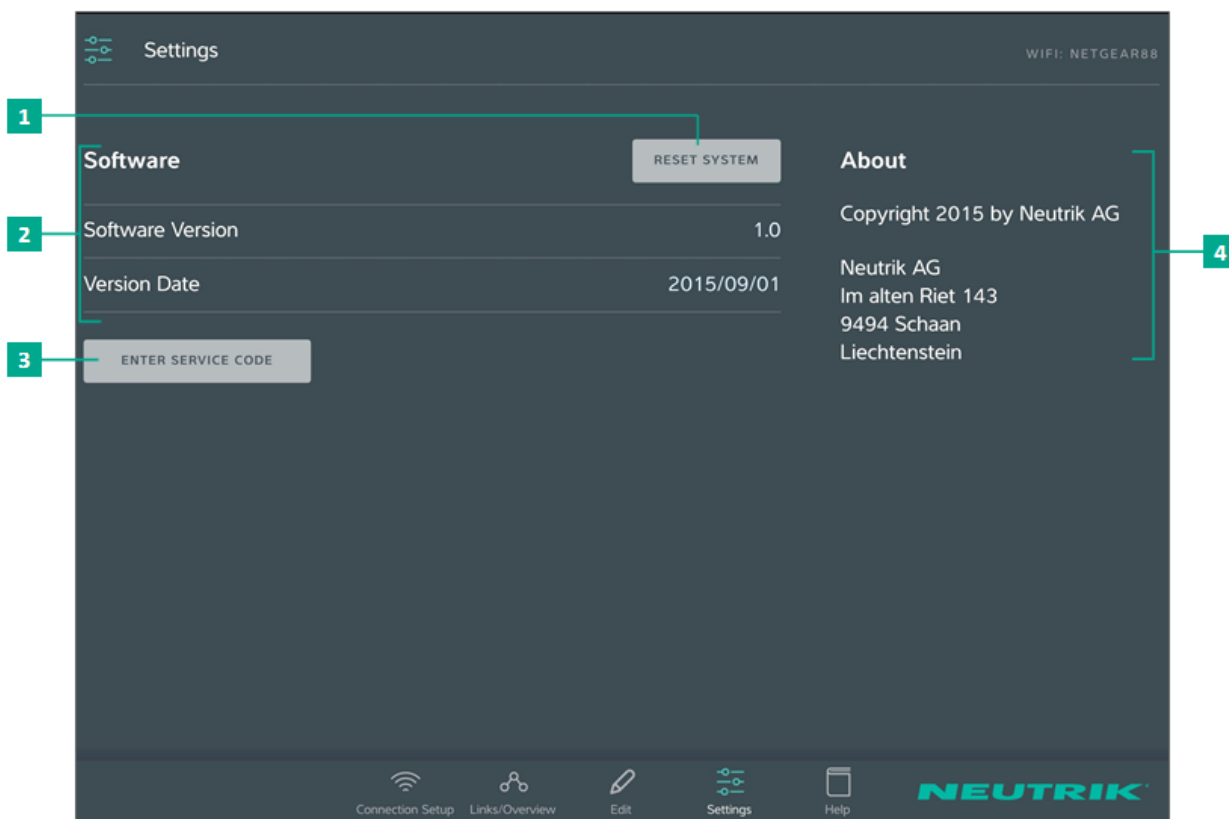 Settings
WIFI: NETGEAR88
1
Software
RESET SYSTEM
About
Copyright 2015 by Neutrik AG
2
Software Version 1.0
Neutrik AG
4
Version Date 2015/09/01
Im alten Riet 143
9494 Schaan
3
ENTER SERVICE CODE
Liechtenstein
Connection Setup
Links/Overview
Edit
Settings
Help
NEUTRIK